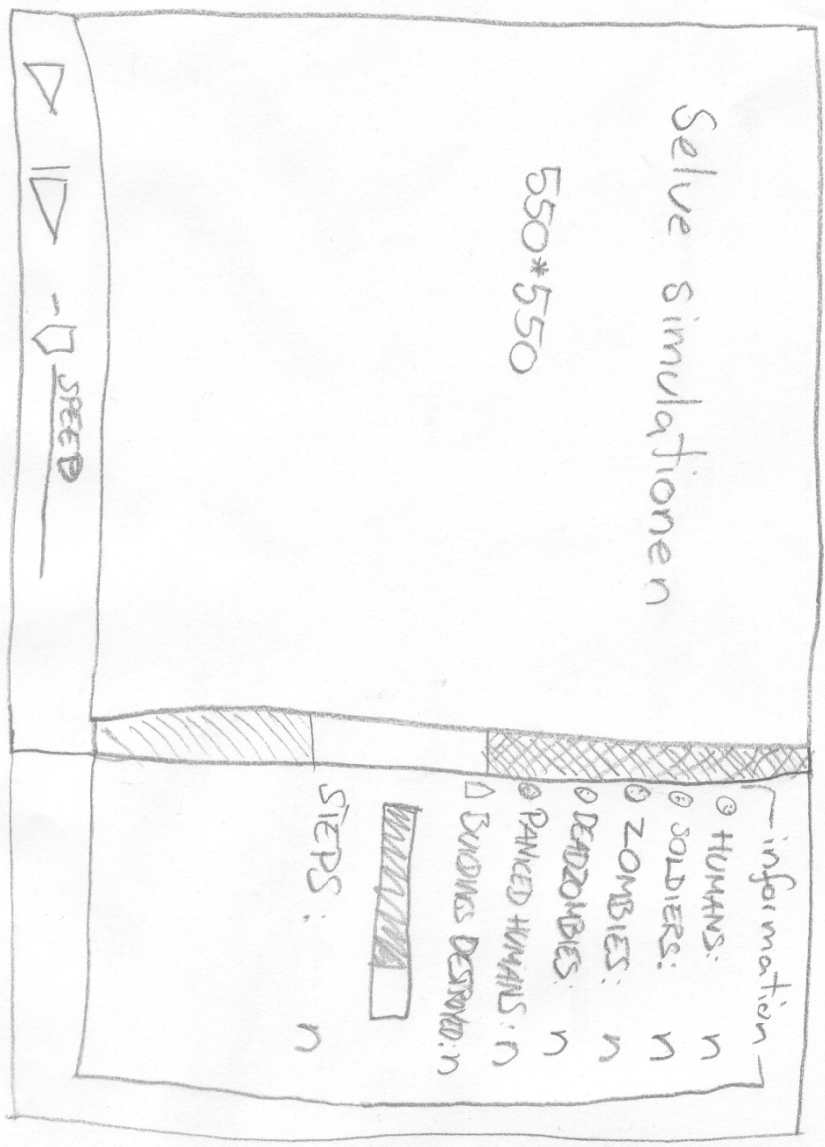 Selve simulationen
550*550
SPEED
information
HUMANS: n
SOLDIERS: n
ZOMBIES: n
DEADZOMBIES: n
PANICED HUMANS: n
BUILDINGS DESTROYED: n
STEPS: n